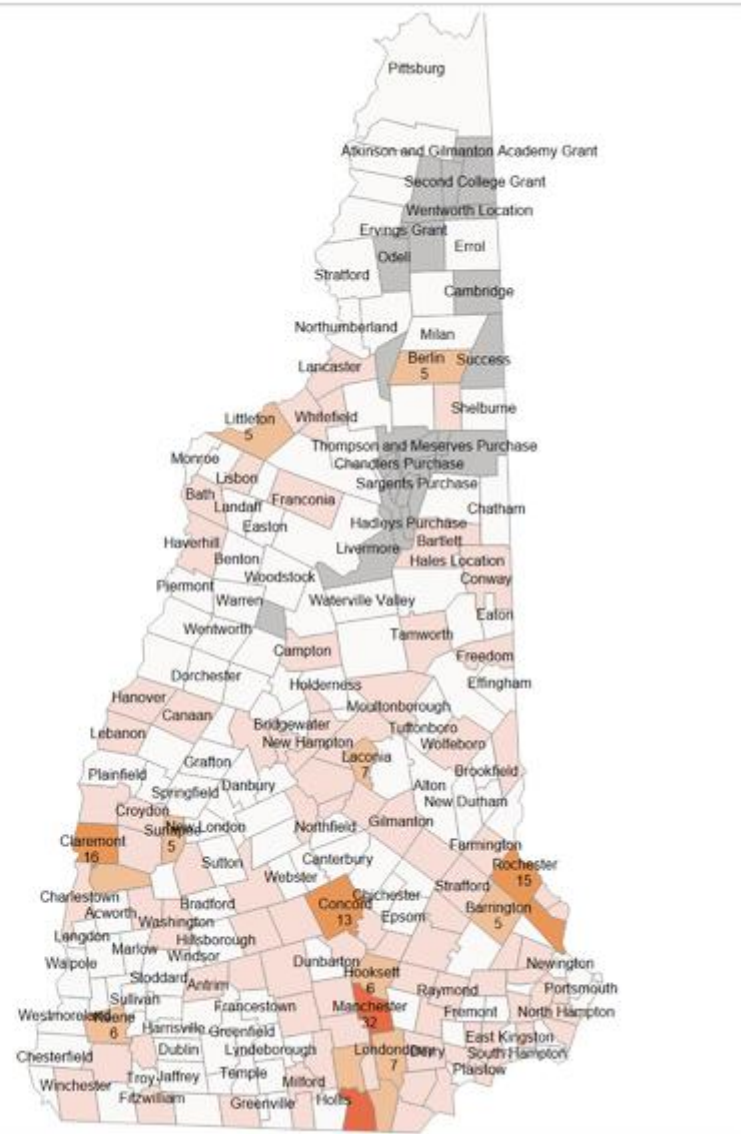 Pittsburg
Atkinson and Gilmanton Academy Grant
Second College Grant
Wentworth Location
Ervings Grant
Errol
Odell
Stratford
Cambridge
Northumberland
Milan
Berlin
5
Success
Lancaster
Shelburne
Littleton
5
Whitefield
Thompson and Meserves Purchase
Monroe
Chandlers Purchase
Lisbon
Sargents Purchase
Bath
Franconia
Landaff
Chatham
Easton
Hadleys Purchase
Haverhill
Livermore
Bartlett
Benton
Hales Location
Woodstock
Conway
Piermont
Warren
Waterville Valley
Eaton
Wentworth
Tamworth
Campton
Freedom
Dorchester
Holderness
Effingham
Hanover
Moultonborough
Canaan
Bridgewater
Tuftonboro
Lebanon
New Hampton
Wolfeboro
Laconia
7
Grafton
Plainfield
Brookfield
Danbury
Alton
Springfield
New Durham
Croydon
Northfield
Gilmanton
Sunapee
5
New London
Claremont
16
Farmington
Canterbury
Sutton
Rochester
15
Webster
Strafford
Charlestown
Chichester
Bradford
Concord
13
Barrington
5
Acworth
Washington
Epsom
Langdon
Hillsborough
Marlow
Windsor
Walpole
Dunbarton
Newington
Hooksett
6
Stoddard
Antrim
Raymond
Portsmouth
Sullivan
Francestown
Manchester
32
Fremont
North Hampton
Westmoreland
Keene
6
Harrisville
Greenfield
East Kingston
Dublin
Lyndeborough
Londonderry
7
Derry
South Hampton
Chesterfield
Plaistow
Troy
Jaffrey
Temple
Winchester
Milford
Fitzwilliam
Greenville
Hollis